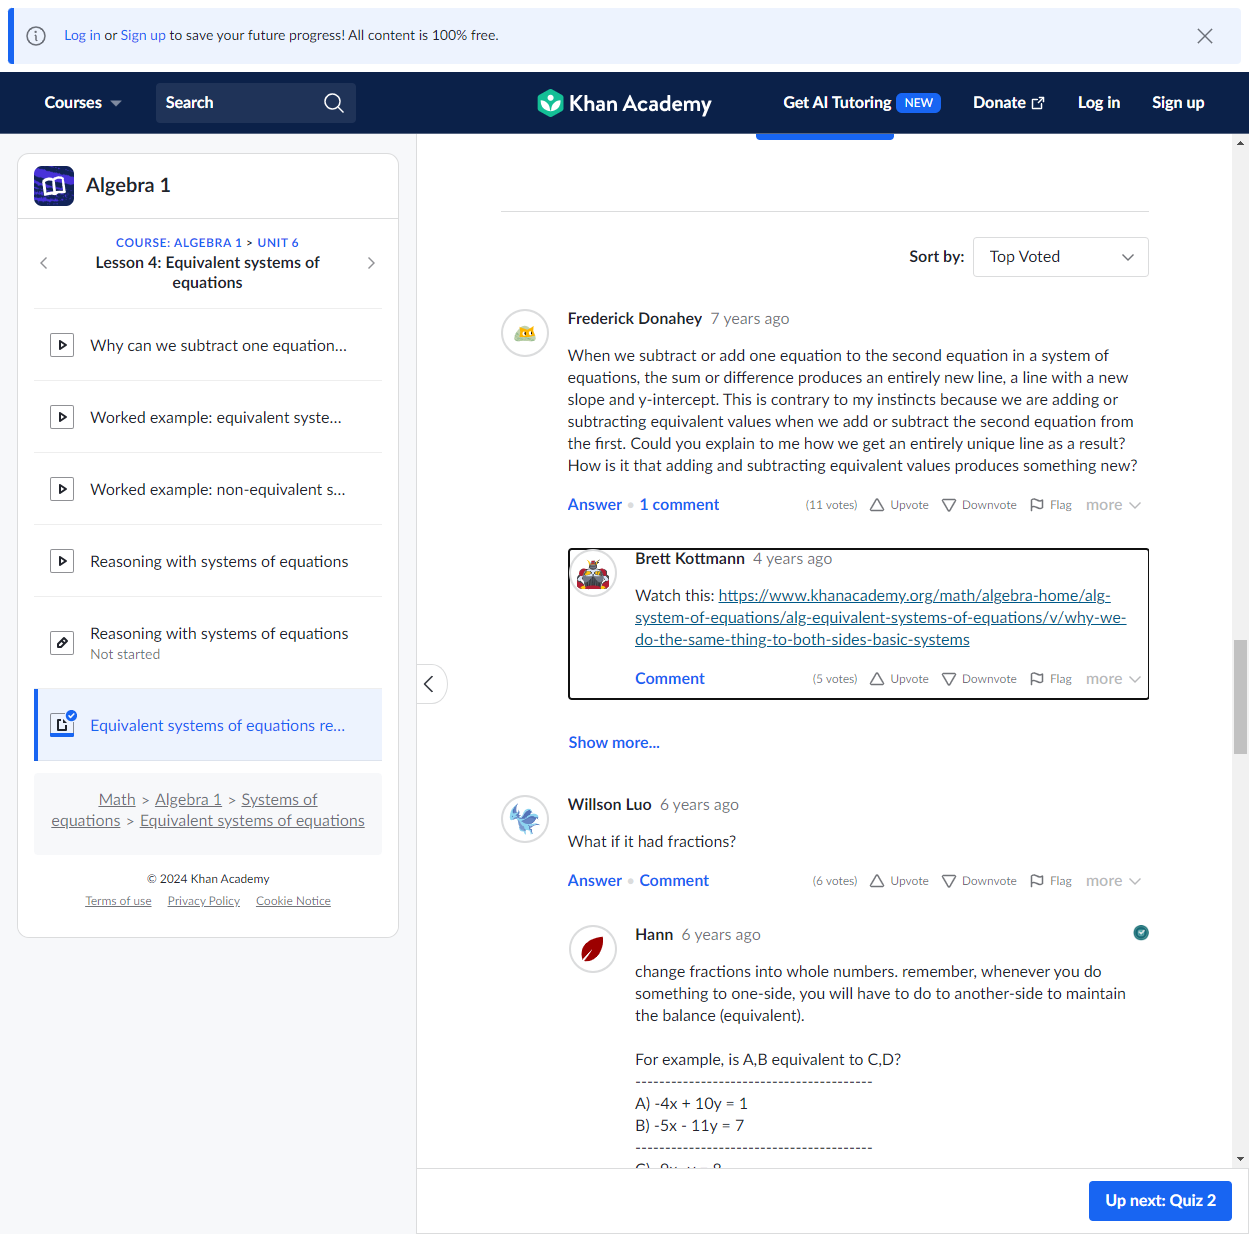 Log in or Sign up to save your future progress! All content is 100% free.
Courses
Search
Khan Academy
Get AI Tutoring NEW
Donate
Log in
Sign up
Algebra 1
COURSE: ALGEBRA 1 > UNIT 6
Lesson 4: Equivalent systems of
equations
Why can we subtract one equation...
Worked example: equivalent syste...
Worked example: non-equivalent s...
Reasoning with systems of equations
Reasoning with systems of equations
Not started
Equivalent systems of equations re...
Math > Algebra 1 > Systems of
equations > Equivalent systems of equations
© 2024 Khan Academy
Terms of use Privacy Policy Cookie Notice
Sort by: Top Voted
Frederick Donahey 7 years ago
When we subtract or add one equation to the second equation in a system of
equations, the sum or difference produces an entirely new line, a line with a new
slope and y-intercept. This is contrary to my instincts because we are adding or
subtracting equivalent values when we add or subtract the second equation from
the first. Could you explain to me how we get an entirely unique line as a result?
How is it that adding and subtracting equivalent values produces something new?
Answer • 1 comment (11 votes) Upvote Downvote Flag more
Brett Kottmann 4 years ago
Watch this: https://www.khanacademy.org/math/algebra-home/alg-
system-of-equations/alg-equivalent-systems-of-equations/v/why-we-
do-the-same-thing-to-both-sides-basic-systems
Comment (5 votes) Upvote Downvote Flag more
Show more...
Willson Luo 6 years ago
What if it had fractions?
Answer • Comment (6 votes) Upvote Downvote Flag more
Hann 6 years ago
change fractions into whole numbers. remember, whenever you do
something to one-side, you will have to do to another-side to maintain
the balance (equivalent).
For example, is A,B equivalent to C,D?
----------------------------------------
A) -4x + 10y = 1
B) -5x - 11y = 7
----------------------------------------
Up next: Quiz 2